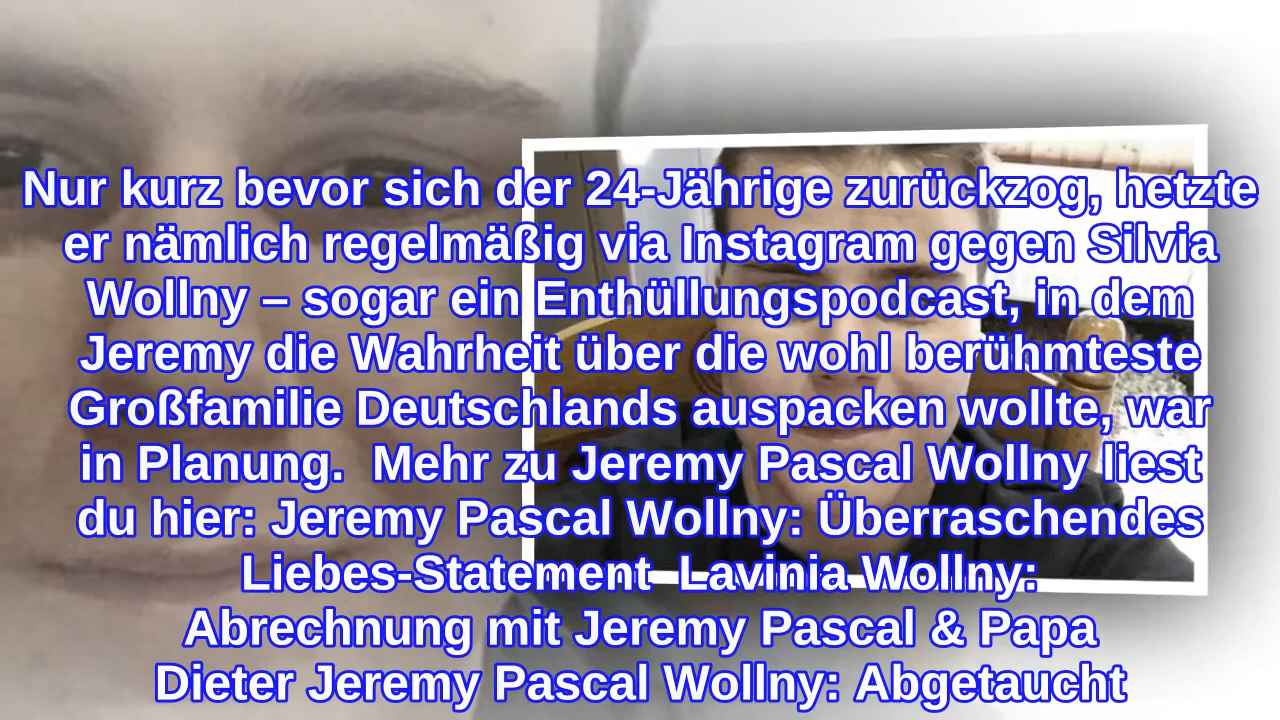 Nur kurz bevor sich der 24-Jährige zurückzog, hetzte
er nämlich regelmäßig via Instagram gegen Silvia
Wollny – sogar ein Enthüllungspodcast, in dem
Jeremy die Wahrheit über die wohl berühmteste
Großfamilie Deutschlands auspacken wollte, war
in Planung.  Mehr zu Jeremy Pascal Wollny liest
du hier: Jeremy Pascal Wollny: Überraschendes
Liebes-Statement  Lavinia Wollny:
Abrechnung mit Jeremy Pascal & Papa
Dieter Jeremy Pascal Wollny: Abgetaucht